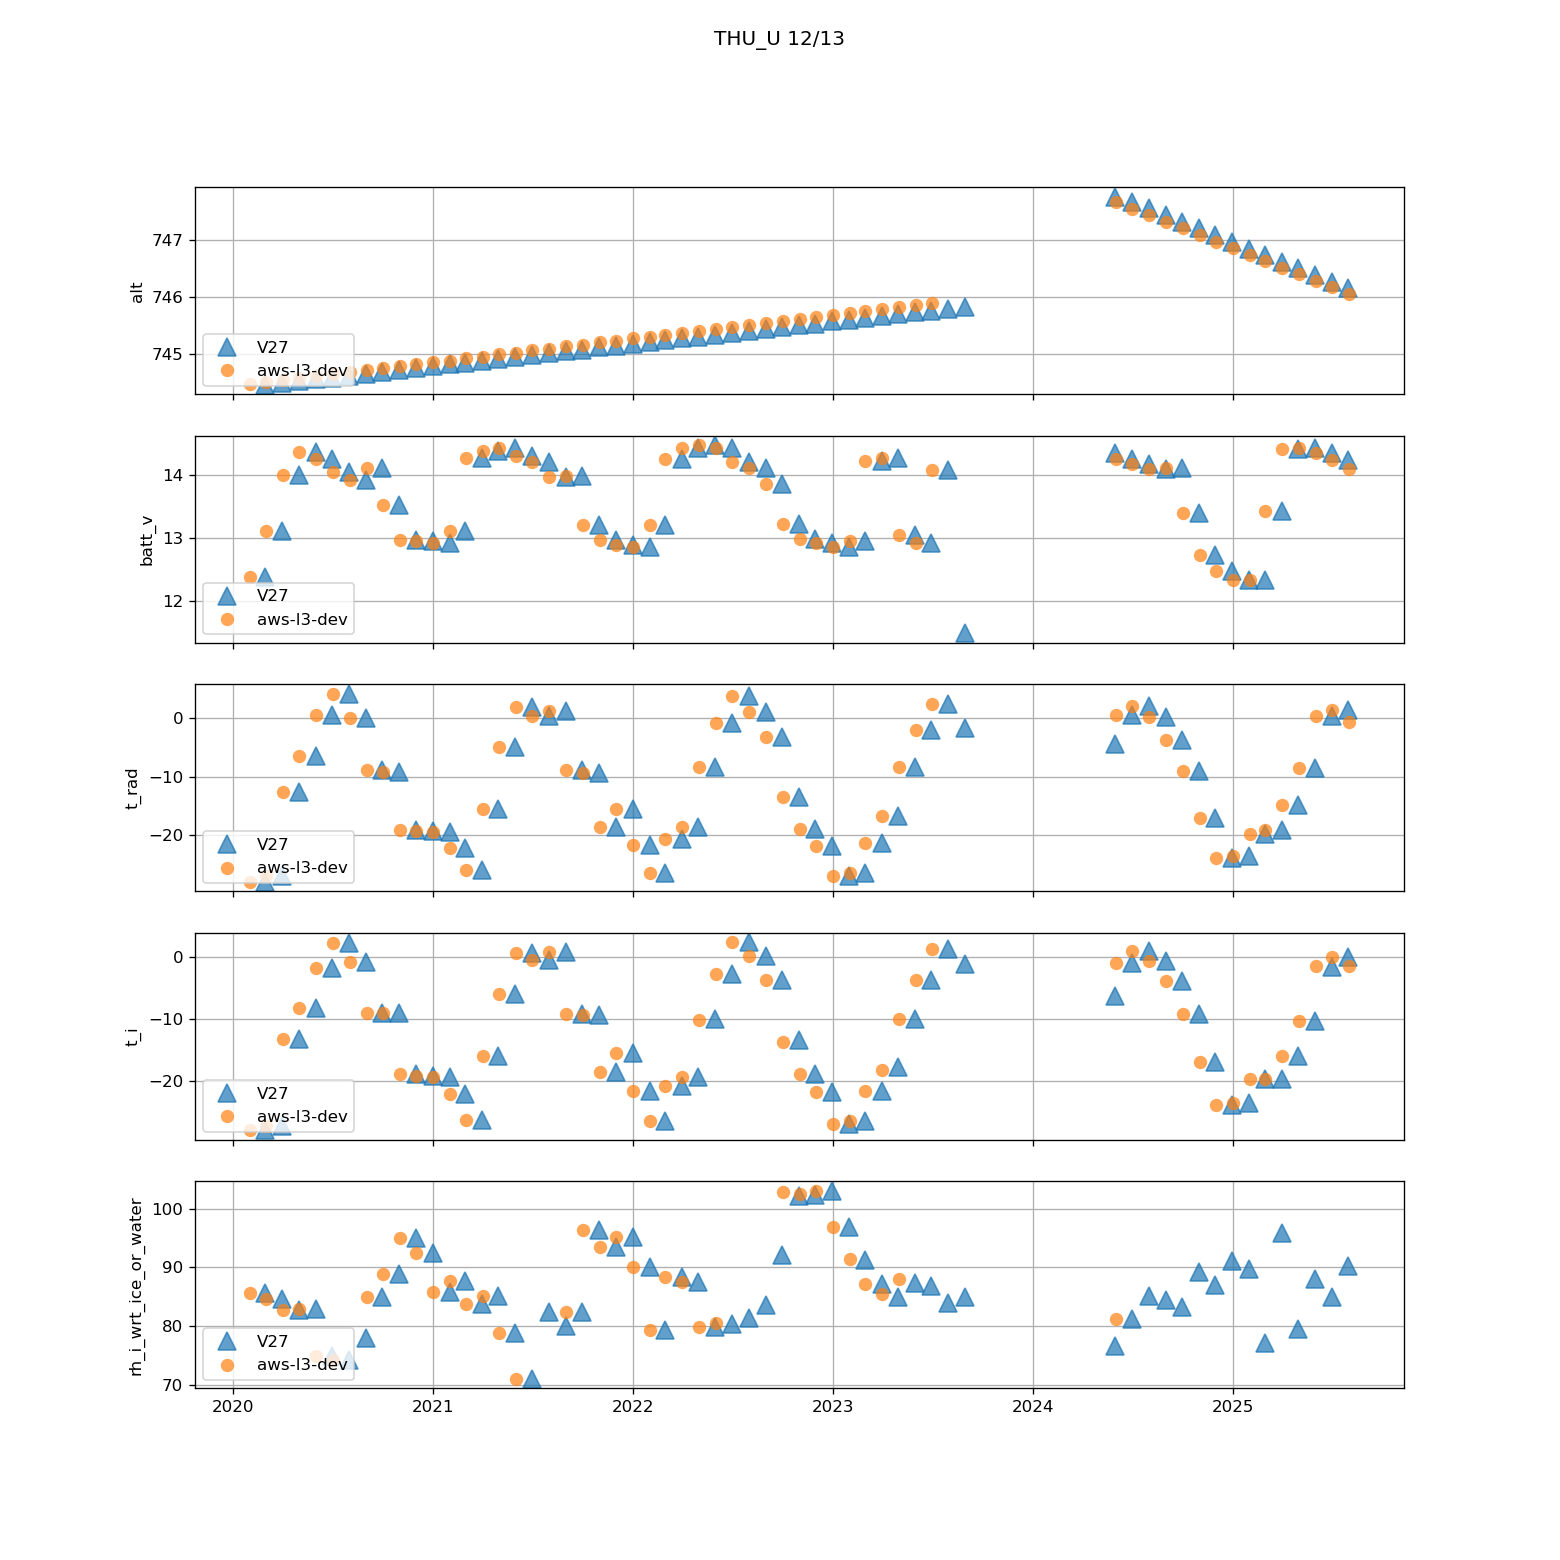 THU_U 12/13
747
746
745
alt
V27
aws-l3-dev
14
13
12
batt_v
V27
aws-l3-dev
0
−10
−20
t_rad
V27
aws-l3-dev
0
−10
−20
t_i
V27
aws-l3-dev
100
90
80
70
rh_i_wrt_ice_or_water
V27
aws-l3-dev
2020 2021 2022 2023 2024 2025